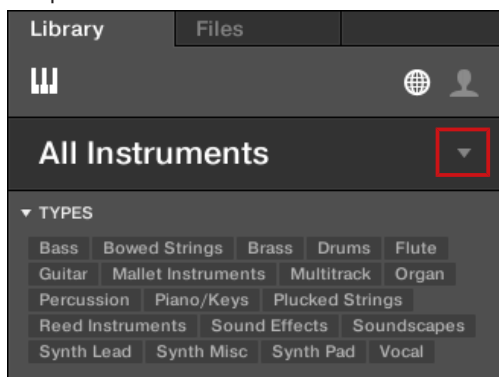 Library Files
All Instruments
TYPES
Bass Bowed Strings Brass Drums Flute
Guitar Mallet Instruments Multitrack Organ
Percussion Piano/Keys Plucked Strings
Reed Instruments Sound Effects Soundscapes
Synth Lead Synth Misc Synth Pad Vocal